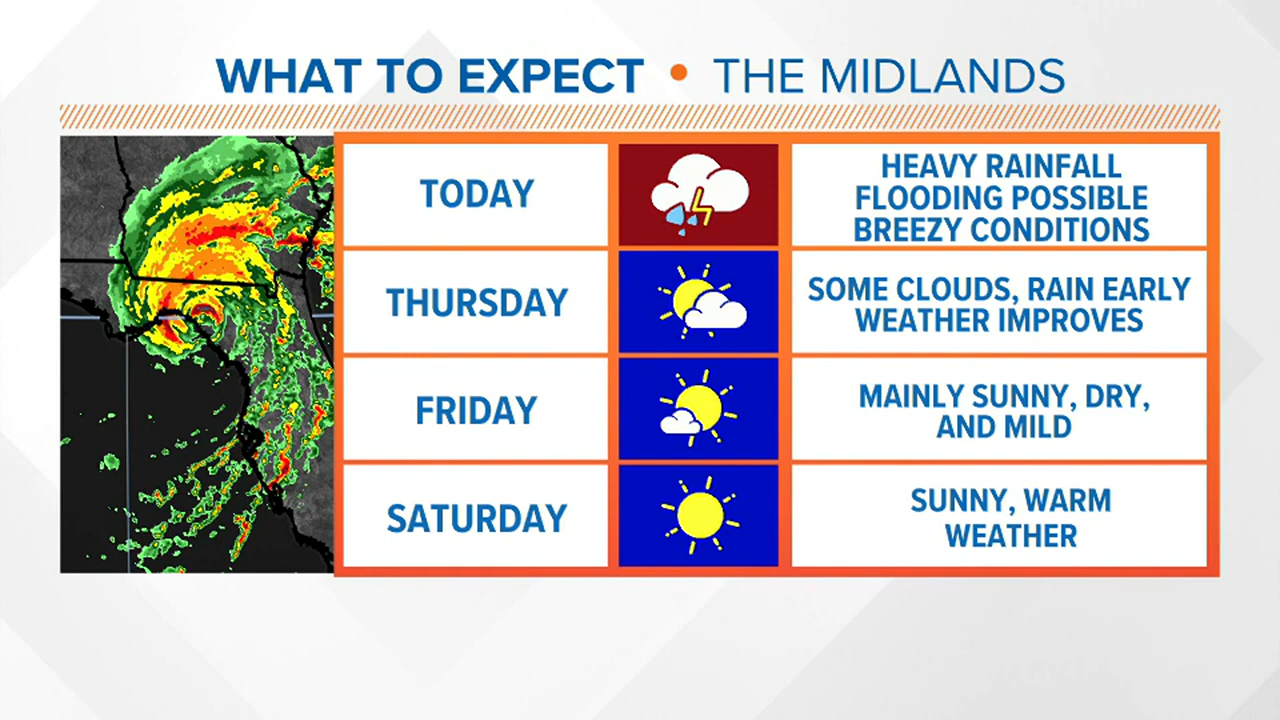 WHAT TO EXPECT • THE MIDLANDS
TODAY
HEAVY RAINFALL
FLOODING POSSIBLE
BREEZY CONDITIONS
THURSDAY
SOME CLOUDS, RAIN EARLY
WEATHER IMPROVES
FRIDAY
MAINLY SUNNY, DRY,
AND MILD
SATURDAY
SUNNY, WARM
WEATHER